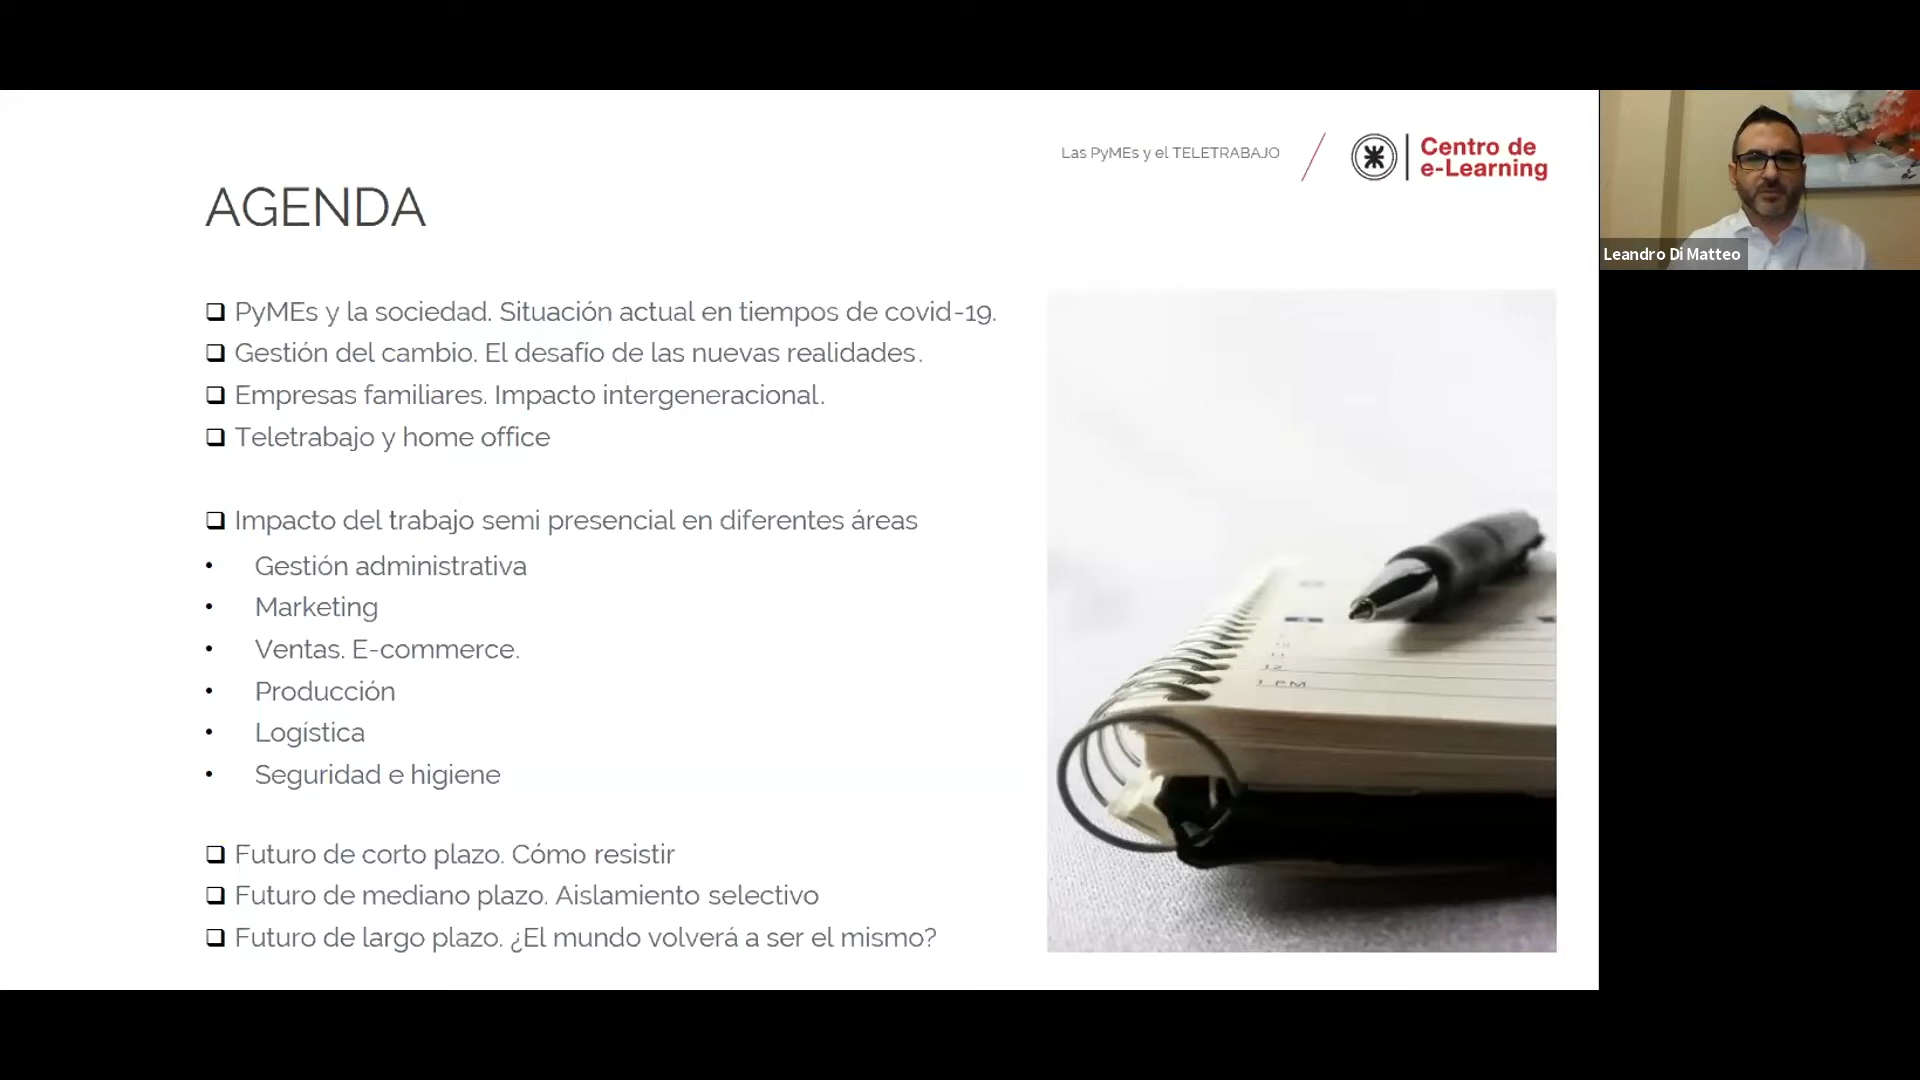 Las PyMEs y el TELETRABAJO
Centro de
e-Learning
Leandro Di Matteo
AGENDA
❑ PyMEs y la sociedad. Situación actual en tiempos de covid-19.
❑ Gestión del cambio. El desafío de las nuevas realidades.
❑ Empresas familiares. Impacto intergeneracional.
❑ Teletrabajo y home office
❑ Impacto del trabajo semi presencial en diferentes áreas
• Gestión administrativa
• Marketing
• Ventas. E-commerce.
• Producción
• Logística
• Seguridad e higiene
❑ Futuro de corto plazo. Cómo resistir
❑ Futuro de mediano plazo. Aislamiento selectivo
❑ Futuro de largo plazo. ¿El mundo volverá a ser el mismo?
11
12
1 PM